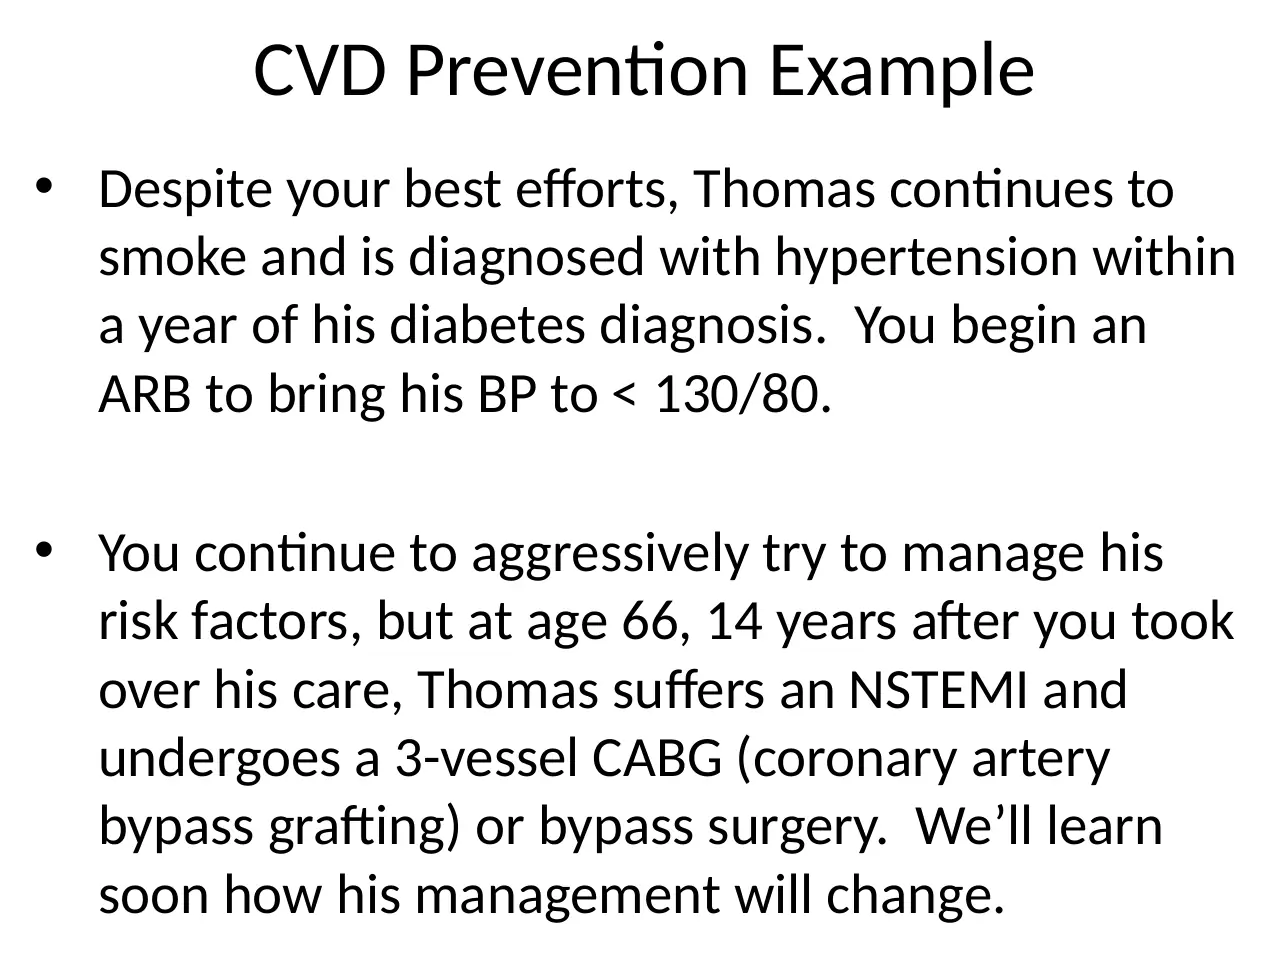 CVD Prevention Example
• Despite your best efforts, Thomas continues to
smoke and is diagnosed with hypertension within
a year of his diabetes diagnosis.  You begin an
ARB to bring his BP to < 130/80.
• You continue to aggressively try to manage his
risk factors, but at age 66, 14 years after you took
over his care, Thomas suffers an NSTEMI and
undergoes a 3-vessel CABG (coronary artery
bypass grafting) or bypass surgery.  We’ll learn
soon how his management will change.